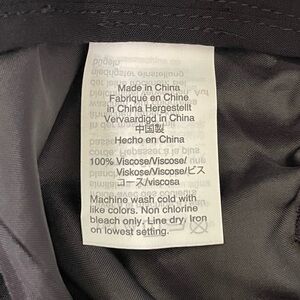 Made in China
Fabriqué en Chine
in China Hergestellt
Vervaardigd in China
中国製
Hecho en China
100% Viscose/Viscose/
Viskose/Viscose/ビス
コース/viscosa
Machine wash cold with
like colors. Non chlorine
bleach only. Line dry. Iron
on lowest setting.